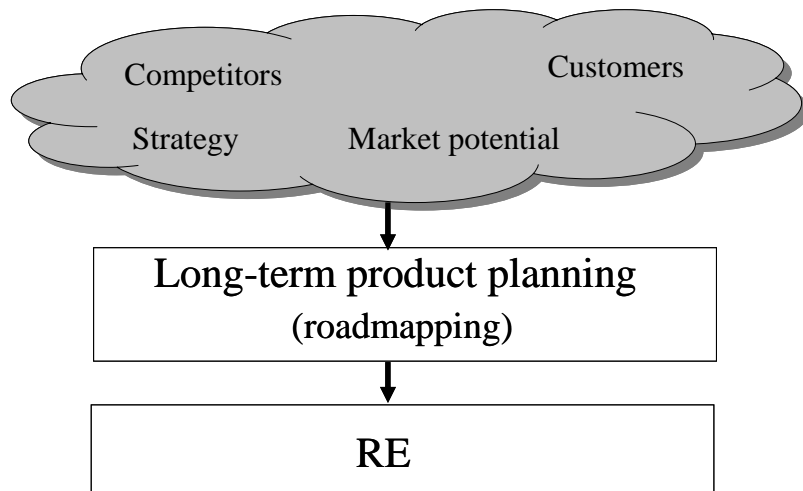 Competitors
Customers
Strategy
Market potential
Long-term product planning
(roadmapping)
RE